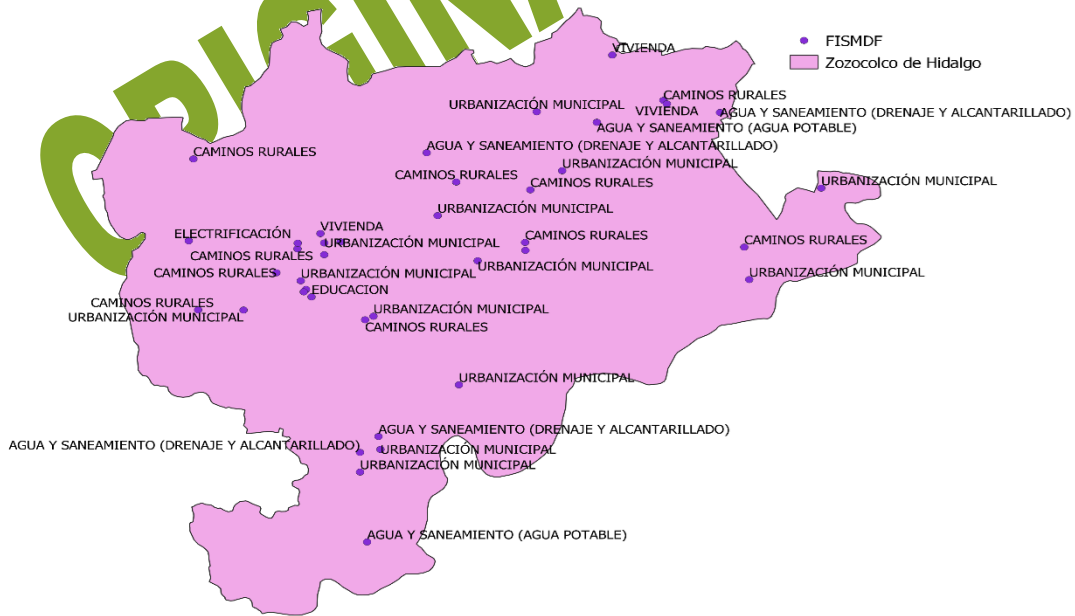 ORIGINA
FISMDF
Zozocolco de Hidalgo
VIVIENDA
CAMINOS RURALES
URBANIZACIÓN MUNICIPAL
VIVIENDA
AGUA Y SANEAMIENTO (DRENAJE Y ALCANTARILLADO)
AGUA Y SANEAMIENTO (AGUA POTABLE)
CAMINOS RURALES
AGUA Y SANEAMIENTO (DRENAJE Y ALCANTARILLADO)
URBANIZACIÓN MUNICIPAL
CAMINOS RURALES
CAMINOS RURALES
URBANIZACIÓN MUNICIPAL
URBANIZACIÓN MUNICIPAL
VIVIENDA
ELECTRIFICACIÓN
CAMINOS RURALES
URBANIZACIÓN MUNICIPAL
CAMINOS RURALES
CAMINOS RURALES
URBANIZACIÓN MUNICIPAL
CAMINOS RURALES
URBANIZACIÓN MUNICIPAL
URBANIZACIÓN MUNICIPAL
EDUCACION
CAMINOS RURALES
URBANIZACIÓN MUNICIPAL
URBANIZACIÓN MUNICIPAL
CAMINOS RURALES
URBANIZACIÓN MUNICIPAL
AGUA Y SANEAMIENTO (DRENAJE Y ALCANTARILLADO)
AGUA Y SANEAMIENTO (DRENAJE Y ALCANTARILLADO)
URBANIZACIÓN MUNICIPAL
URBANIZACIÓN MUNICIPAL
AGUA Y SANEAMIENTO (AGUA POTABLE)